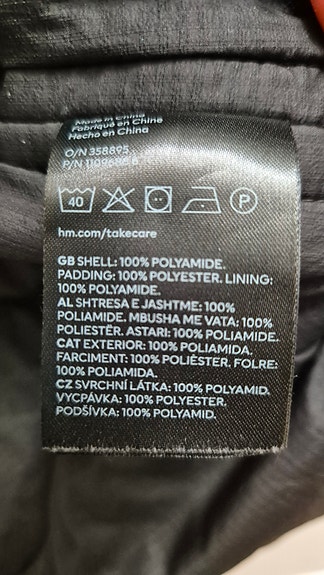 Made in China
Fabriqué en Chine
Hecho en China
O/N 358895
P/N
40 P
hm.com/takecare
GB SHELL: 100% POLYAMIDE.
PADDING: 100% POLYESTER. LINING:
100% POLYAMIDE.
AL SHTRESA E JASHTME: 100%
POLIAMIDE. MBUSHJA ME VATA: 100%
POLIESTËR. ASTARI: 100% POLIAMIDE.
CAT EXTERIOR: 100% POLIAMIDA.
FARCIMENT: 100% POLIÈSTER. FOLRE:
100% POLIAMIDA.
CZ SVRCHNÍ LÁTKA: 100% POLYAMID.
VYCPÁVKA: 100% POLYESTER.
PODŠÍVKA: 100% POLYAMID.